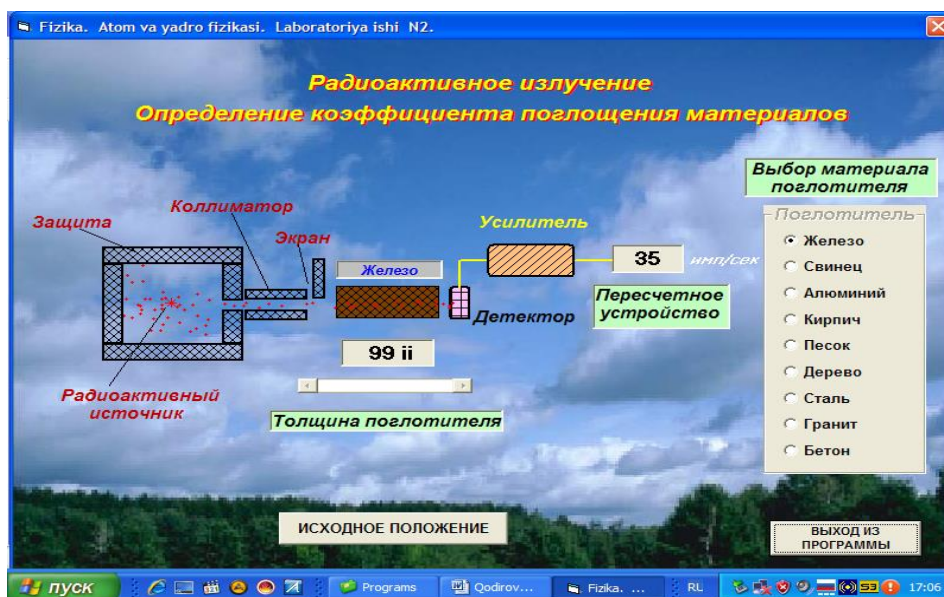 Fizika. Atom va yadro fizikasi. Laboratoriya ishi N2.
Радиоактивное излучение
Определение коэффициента поглощения материалов
Выбор материала
поглотителя
Защита
Коллиматор
Экран
Усилитель
Поглотитель
Железо
Свинец
Алюминий
Кирпич
Песок
Дерево
Сталь
Гранит
Бетон
Железо
35
имп/сек
Детектор
Пересчетное
устройство
99 ii
Радиоактивный
источник
Толщина поглотителя
ИСХОДНОЕ ПОЛОЖЕНИЕ
ВЫХОД ИЗ
ПРОГРАММЫ
пуск
Programs
Qodirov...
Fizika. ...
RL
53
17:06